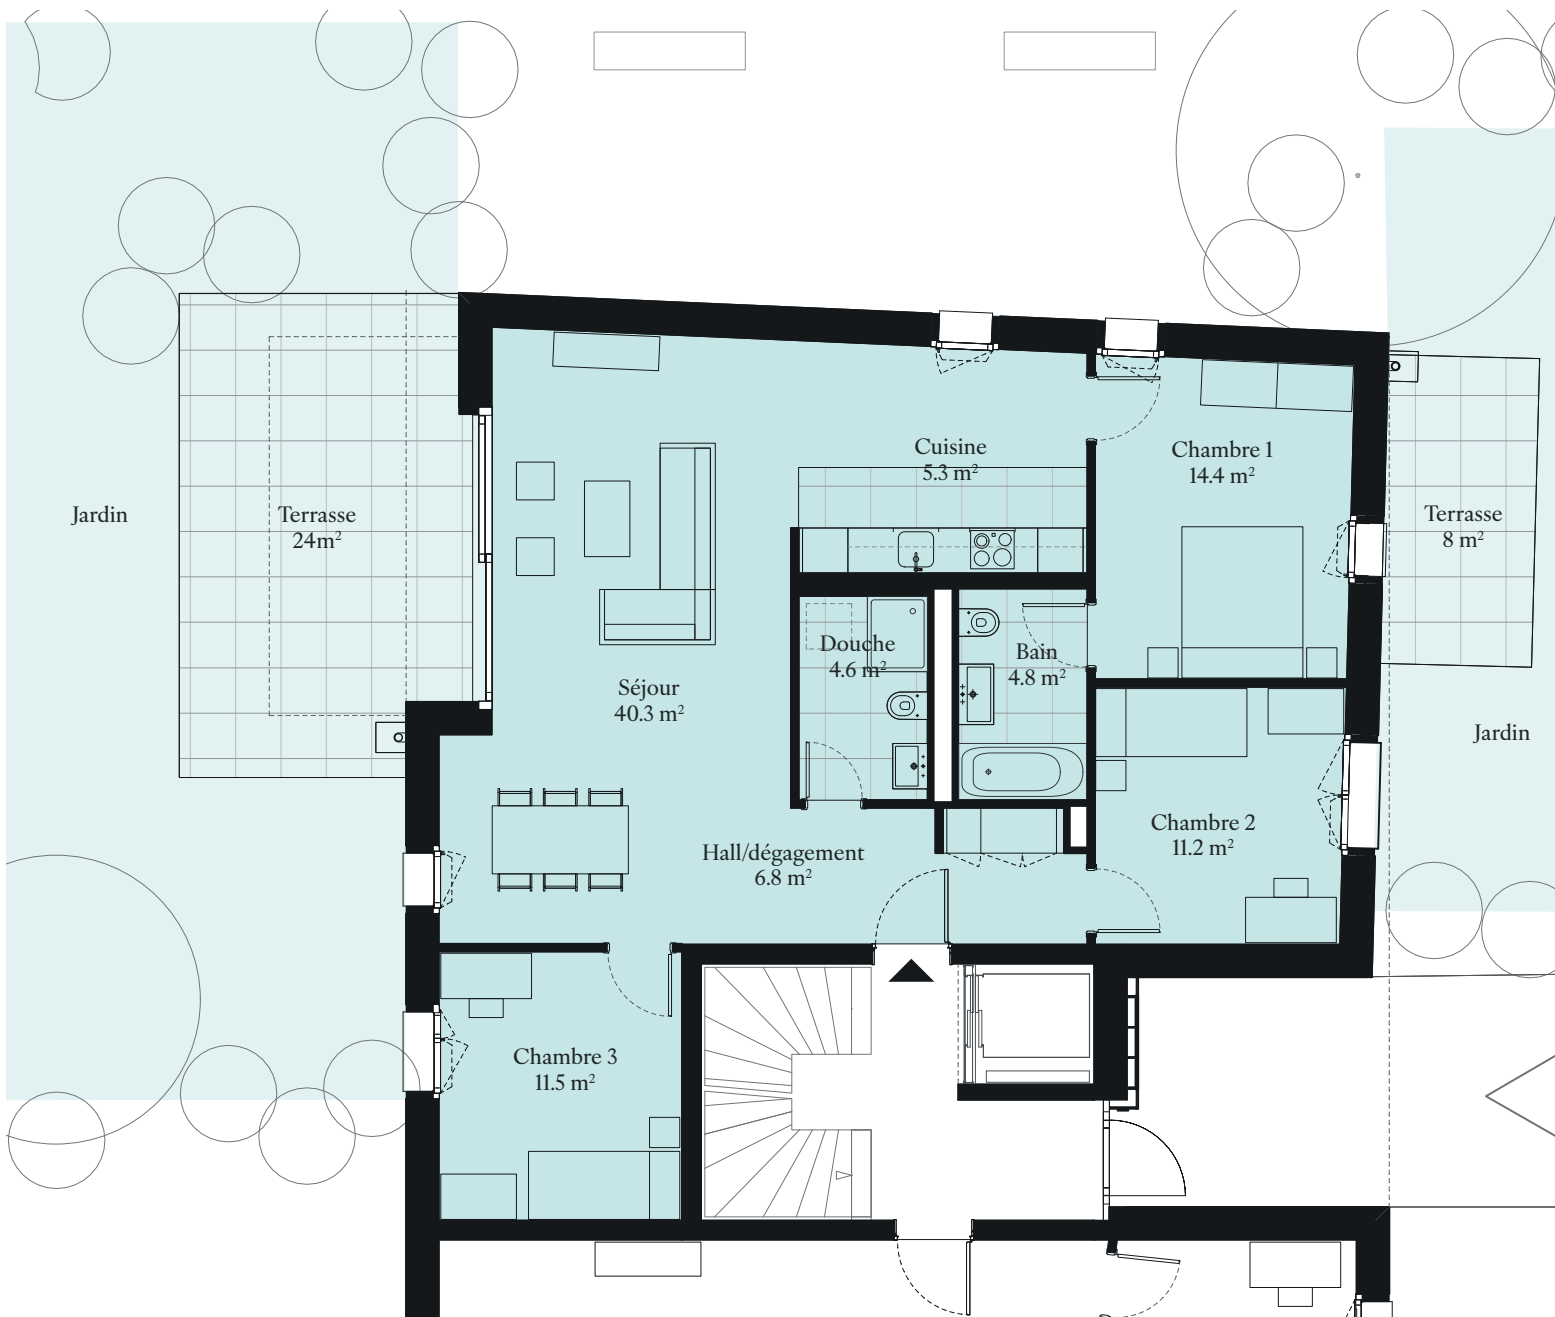 Cuisine
5.3 m²
Chambre 1
14.4 m²
Jardin
Terrasse
24m²
Terrasse
8 m²
Douche
4.6 m²
Bain
4.8 m²
Séjour
40.3 m²
Jardin
Chambre 2
11.2 m²
Hall/dégagement
6.8 m²
Chambre 3
11.5 m²